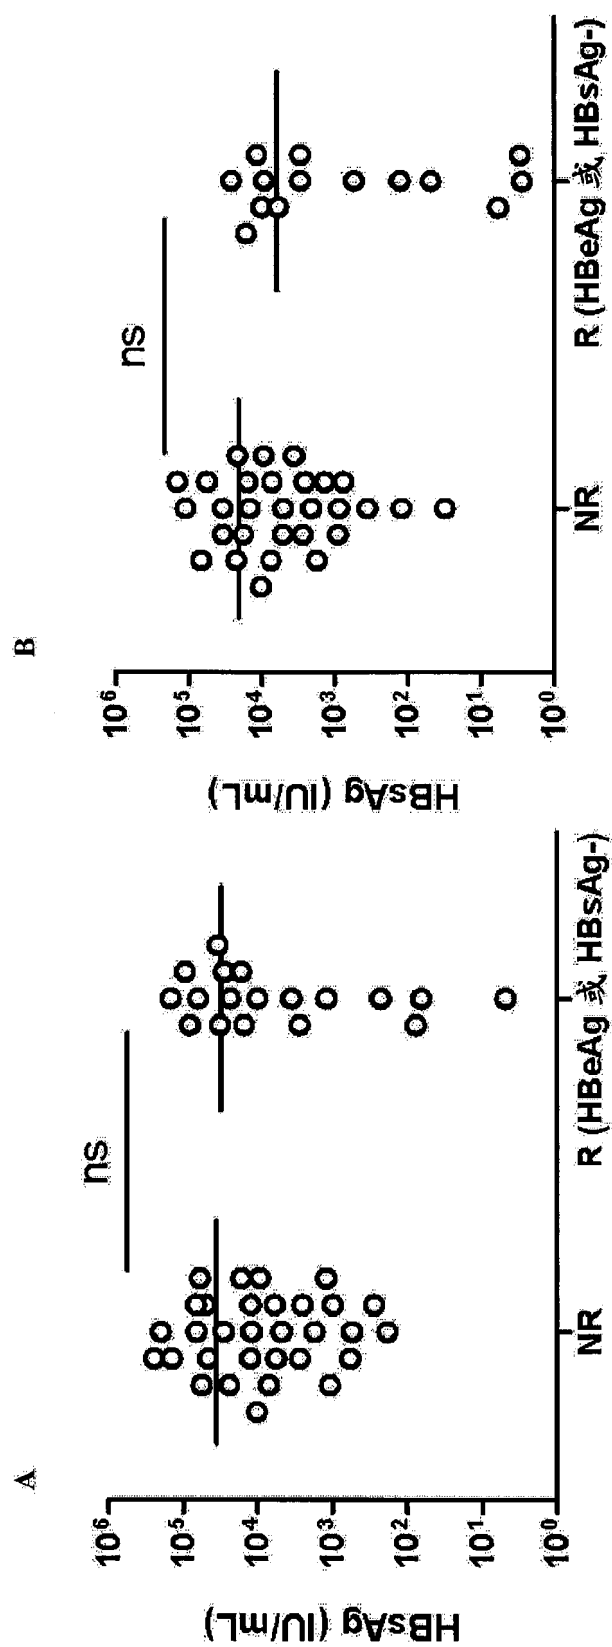 A
HBsAg (IU/mL)
10⁶
10⁵
10⁴
10³
10²
10¹
10⁰
ns
NR
R (HBeAg 或 HBsAg-)
B
HBsAg (IU/mL)
10⁶
10⁵
10⁴
10³
10²
10¹
10⁰
ns
NR
R (HBeAg 或 HBsAg-)